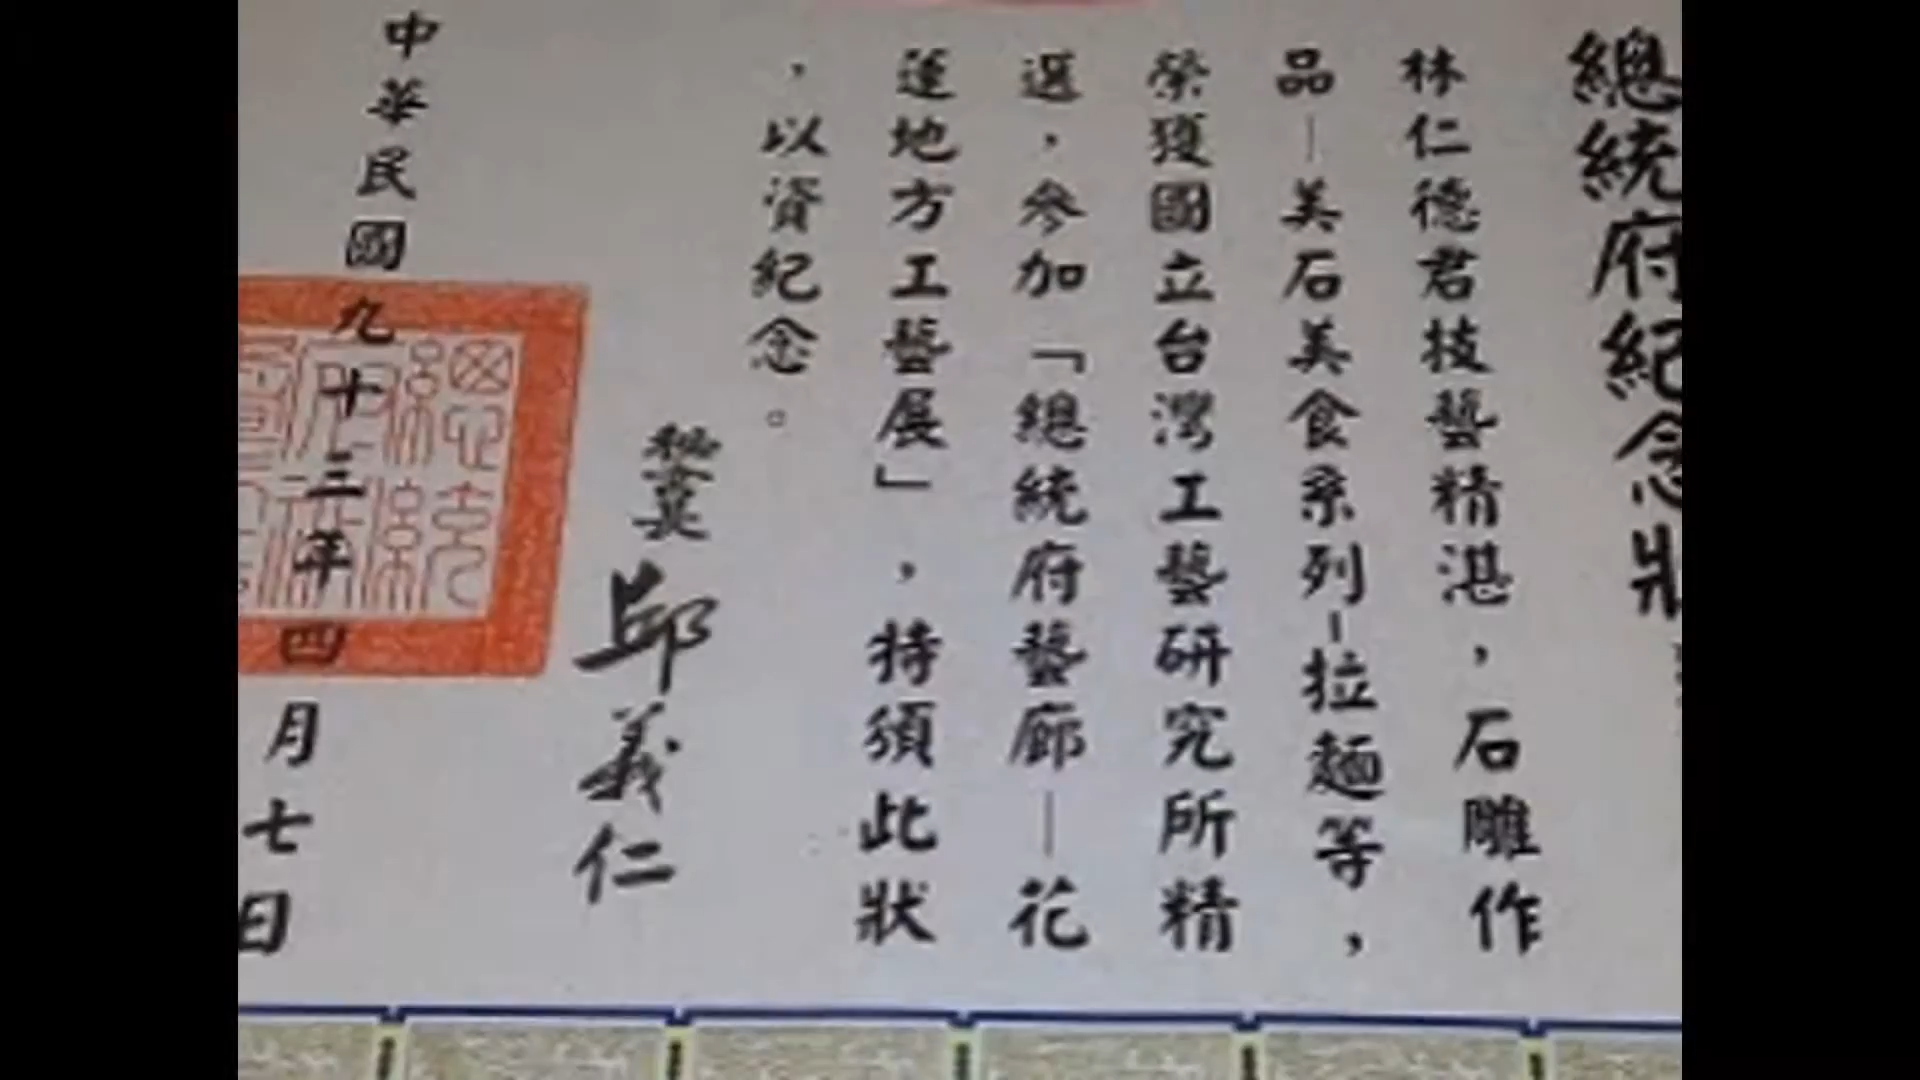 總統府紀念狀
林仁德君技藝精湛，石雕作
品—美石美食系列-拉麵等，
榮獲國立台灣工藝研究所精
選，參加「總統府藝廊—花
蓮地方工藝展」，特頒此狀
，以資紀念。
秘書長 邱義仁
中華民國九十三年四月七日